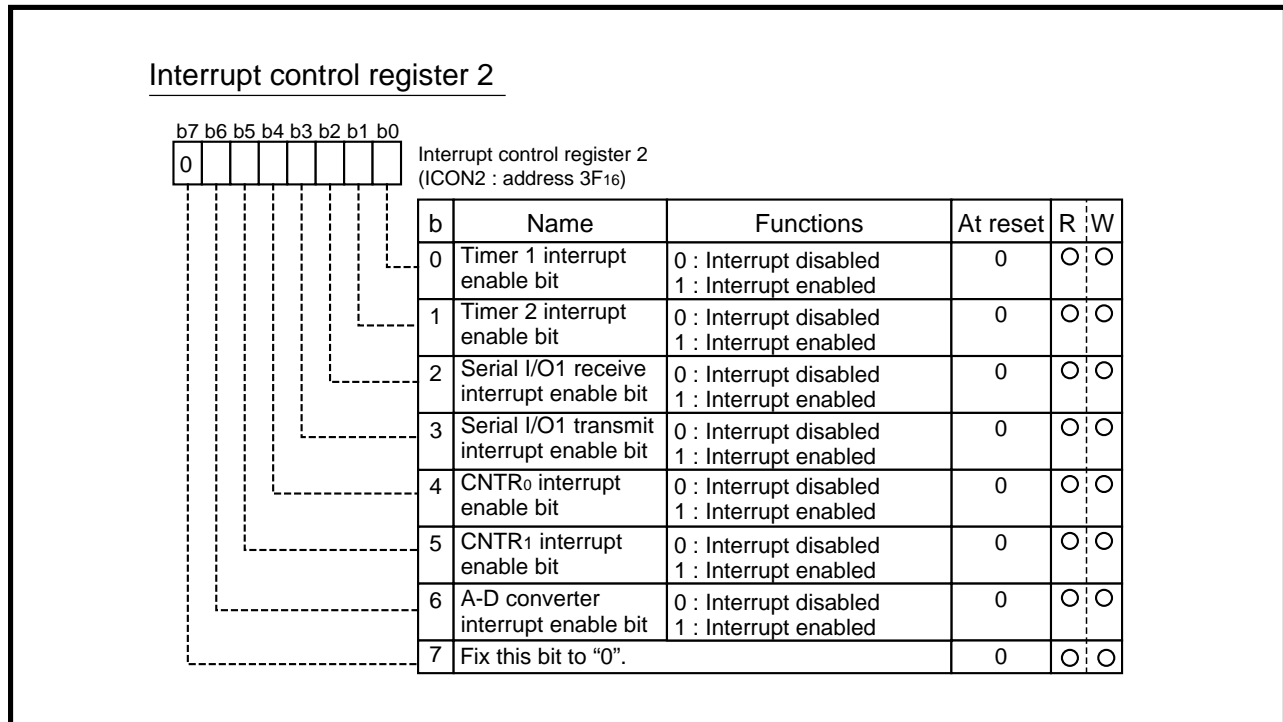 Interrupt control register 2
b7 b6 b5 b4 b3 b2 b1 b0
0
Interrupt control register 2
(ICON2 : address 3F16)
b Name Functions At reset R W
0 Timer 1 interrupt enable bit 0 : Interrupt disabled 1 : Interrupt enabled 0 ○ ○
1 Timer 2 interrupt enable bit 0 : Interrupt disabled 1 : Interrupt enabled 0 ○ ○
2 Serial I/O1 receive interrupt enable bit 0 : Interrupt disabled 1 : Interrupt enabled 0 ○ ○
3 Serial I/O1 transmit interrupt enable bit 0 : Interrupt disabled 1 : Interrupt enabled 0 ○ ○
4 CNTR0 interrupt enable bit 0 : Interrupt disabled 1 : Interrupt enabled 0 ○ ○
5 CNTR1 interrupt enable bit 0 : Interrupt disabled 1 : Interrupt enabled 0 ○ ○
6 A-D converter interrupt enable bit 0 : Interrupt disabled 1 : Interrupt enabled 0 ○ ○
7 Fix this bit to “0”. 0 ○ ○